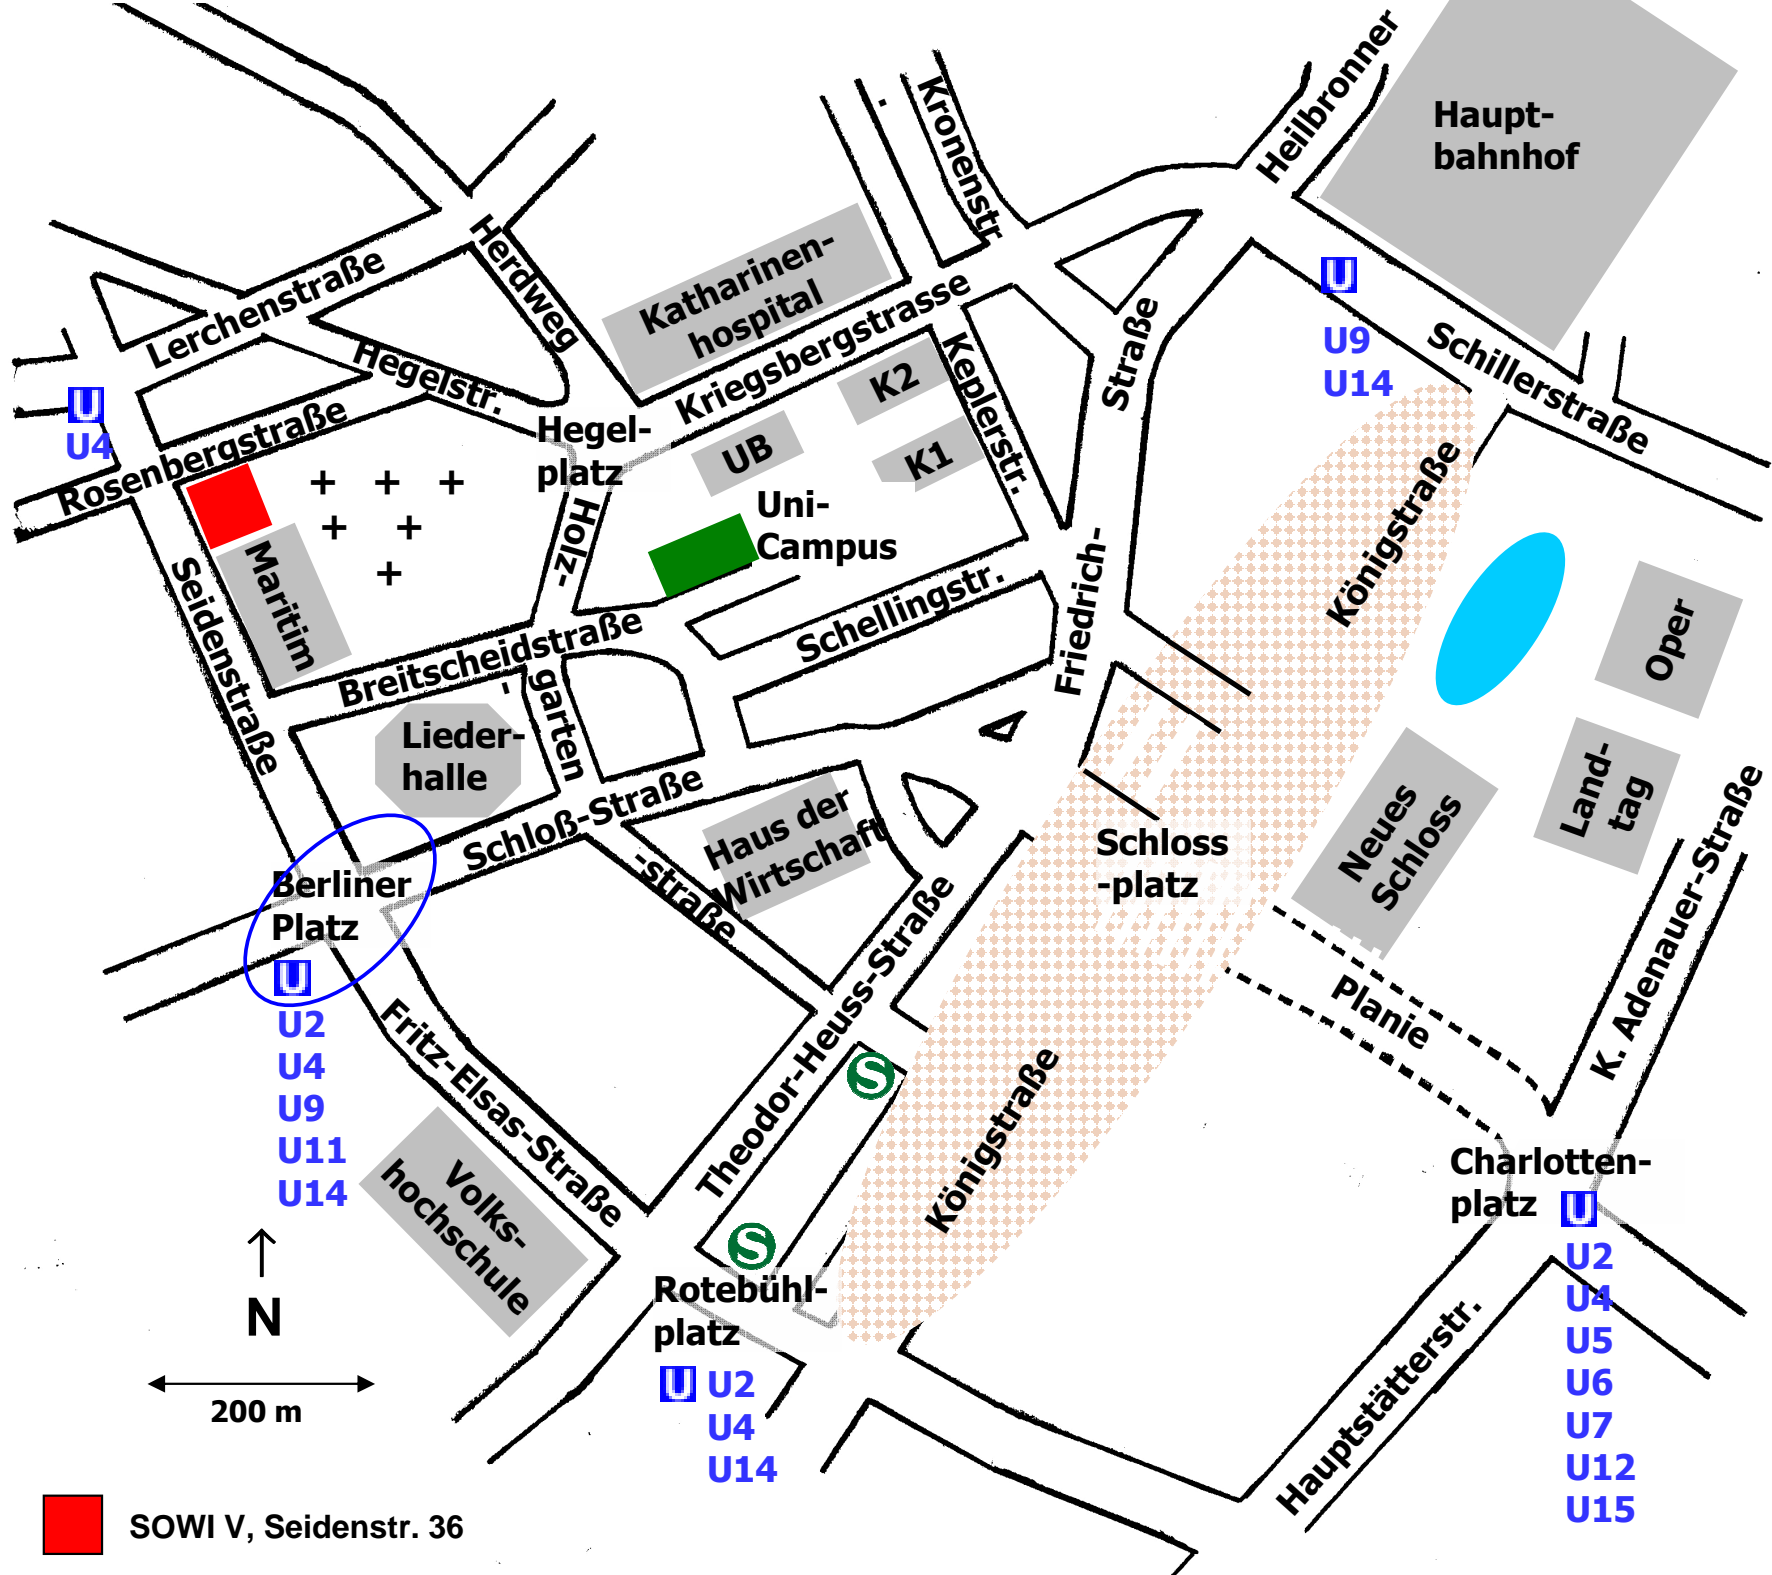 Heilbronner
Haupt-
bahnhof
Kronenstr
Herdweg
Katharinen-
hospital
Lerchenstraße
Kriegsbergstrasse
U
U9
U14
Straße
Schillerstraße
Hegelstr.
K2
Keplerstr.
U
U4
Rosenbergstraße
Hegel-
platz
UB
K1
Königstraße
+ + +
+ +
+
Holz-
Uni-
Campus
Maritim
Seidenstraße
Friedrich-
Schellingstr.
Breitscheidstraße
Oper
garten
Lieder-
halle
Land-
tag
Schloß-Straße
Haus der
Wirtschaft
Neues
Schloss
Schloss
-platz
-straße
K. Adenauer-Straße
Berliner
Platz
U
U2
U4
U9
U11
U14
Theodor-Heuss-Straße
Planie
Fritz-Elsas-Straße
S
Königstraße
Volks-
hochschule
Charlotten-
platz
U
U2
U4
U5
U6
U7
U12
U15
S
Rotebühl-
platz
U
U2
U4
U14
Hauptstätterstr.
N
200 m
SOWI V, Seidenstr. 36